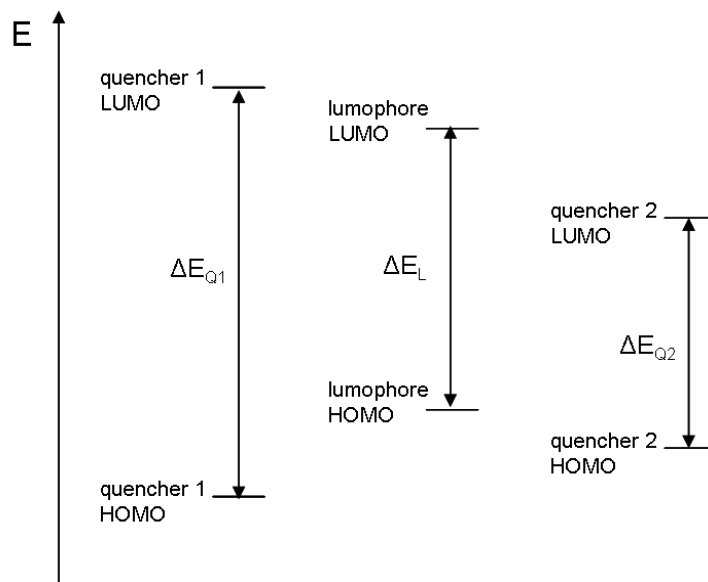 E
quencher 1
LUMO
lumophore
LUMO
quencher 2
LUMO
ΔE_Q1
ΔE_L
ΔE_Q2
lumophore
HOMO
quencher 2
HOMO
quencher 1
HOMO